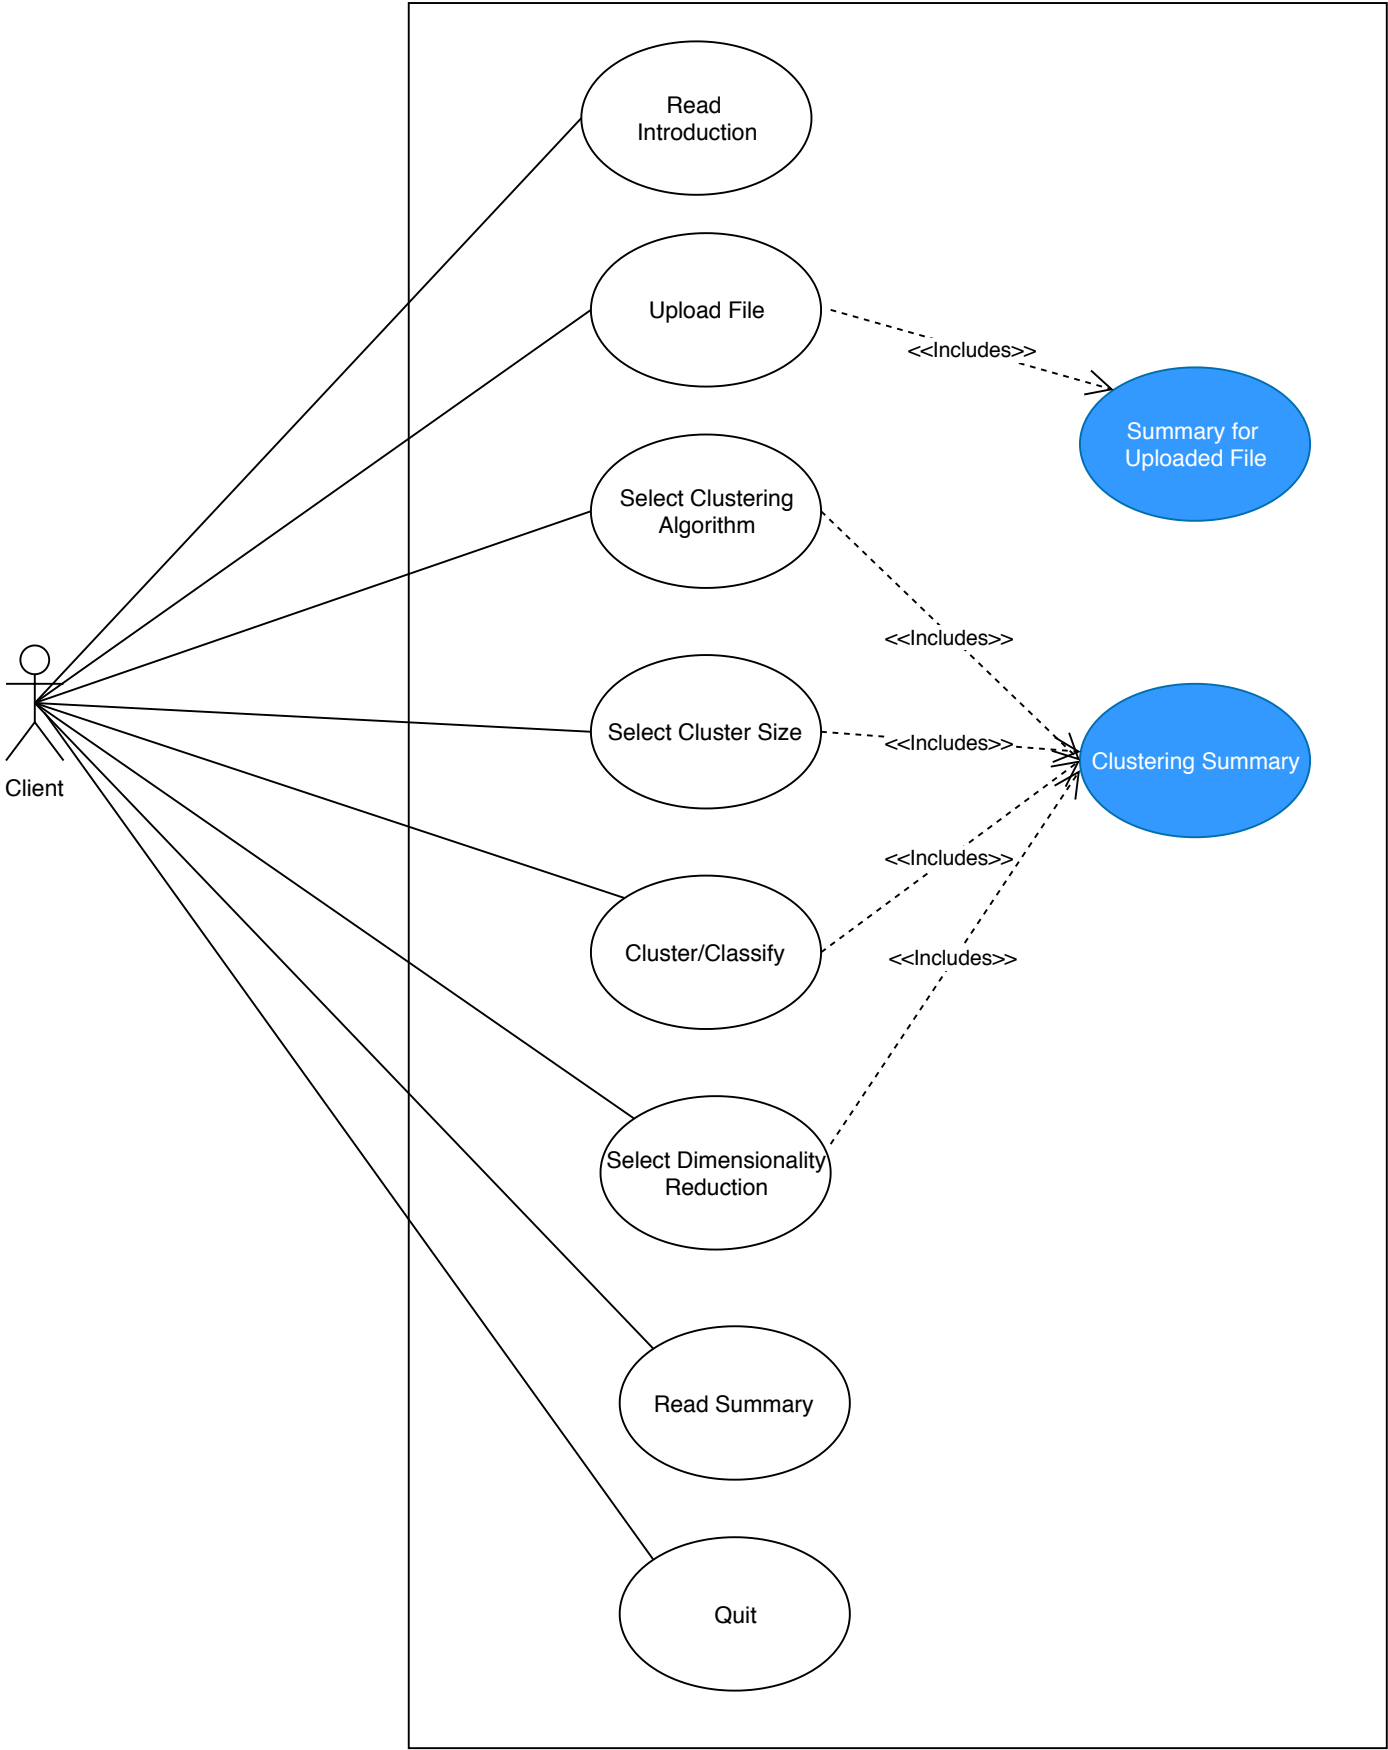 Read
Introduction
Upload File
<<Includes>>
Summary for
Uploaded File
Select Clustering
Algorithm
<<Includes>>
Select Cluster Size
<<Includes>>
Clustering Summary
Client
<<Includes>>
Cluster/Classify
<<Includes>>
Select Dimensionality
Reduction
Read Summary
Quit